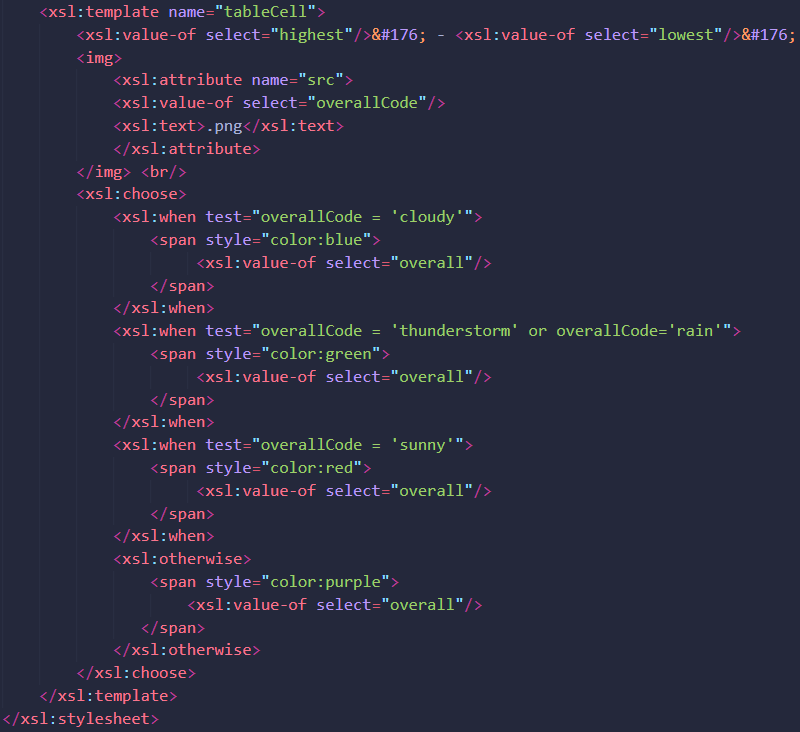 <xsl:template name="tableCell">
<xsl:value-of select="highest"/>&#176; - <xsl:value-of select="lowest"/>&#176;
<img>
<xsl:attribute name="src">
<xsl:value-of select="overallCode"/>
<xsl:text>.png</xsl:text>
</xsl:attribute>
</img> <br/>
<xsl:choose>
<xsl:when test="overallCode = 'cloudy'">
<span style="color:blue">
<xsl:value-of select="overall"/>
</span>
</xsl:when>
<xsl:when test="overallCode = 'thunderstorm' or overallCode='rain'">
<span style="color:green">
<xsl:value-of select="overall"/>
</span>
</xsl:when>
<xsl:when test="overallCode = 'sunny'">
<span style="color:red">
<xsl:value-of select="overall"/>
</span>
</xsl:when>
<xsl:otherwise>
<span style="color:purple">
<xsl:value-of select="overall"/>
</span>
</xsl:otherwise>
</xsl:choose>
</xsl:template>
</xsl:stylesheet>